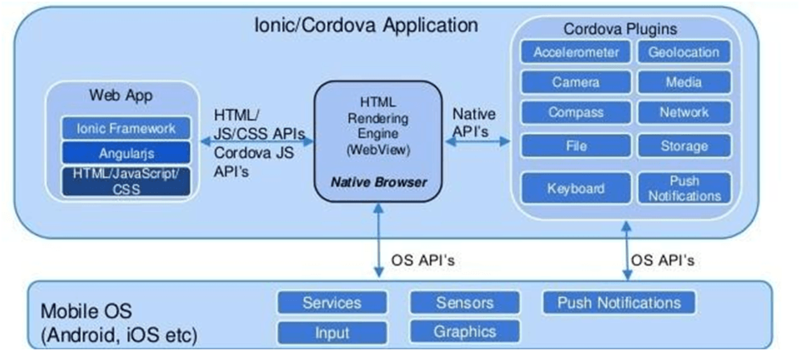 Ionic/Cordova Application
Web App
Ionic Framework
Angularjs
HTML/JavaScript/
CSS
HTML/
JS/CSS APIs
Cordova JS
API's
HTML
Rendering
Engine
(WebView)
Native Browser
Native
API's
Cordova Plugins
Accelerometer
Geolocation
Camera
Media
Compass
Network
File
Storage
Keyboard
Push
Notifications
OS API's
OS API's
Mobile OS
(Android, iOS etc)
Services
Sensors
Push Notifications
Input
Graphics